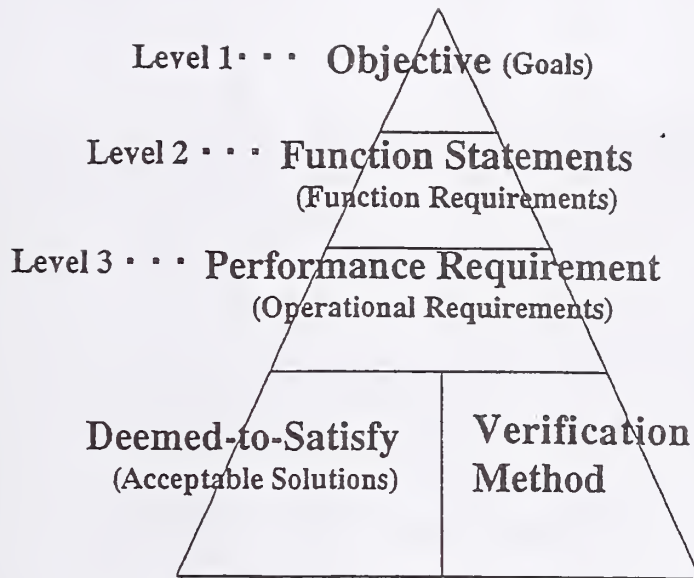 Level 1・・・ Objective (Goals)
Level 2・・・ Function Statements
(Function Requirements)
Level 3・・・ Performance Requirement
(Operational Requirements)
Deemed-to-Satisfy
(Acceptable Solutions)
Verification
Method